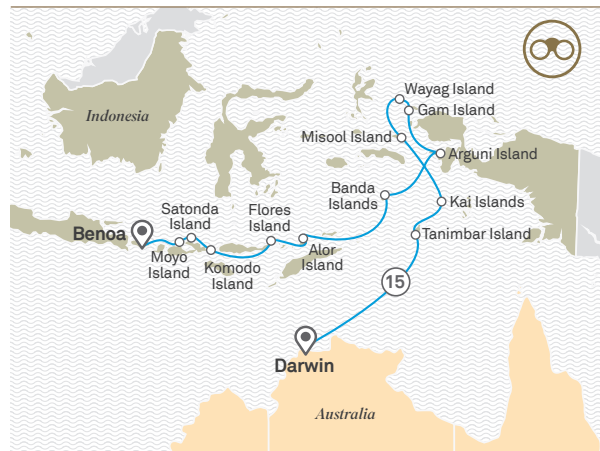 Wayag Island
Gam Island
Indonesia
Misool Island
Arguni Island
Banda
Islands
Kai Islands
Satonda
Island
Flores
Island
Benoa
Tanimbar Island
Moyo
Island
Komodo
Island
Alor
Island
15
Darwin
Australia